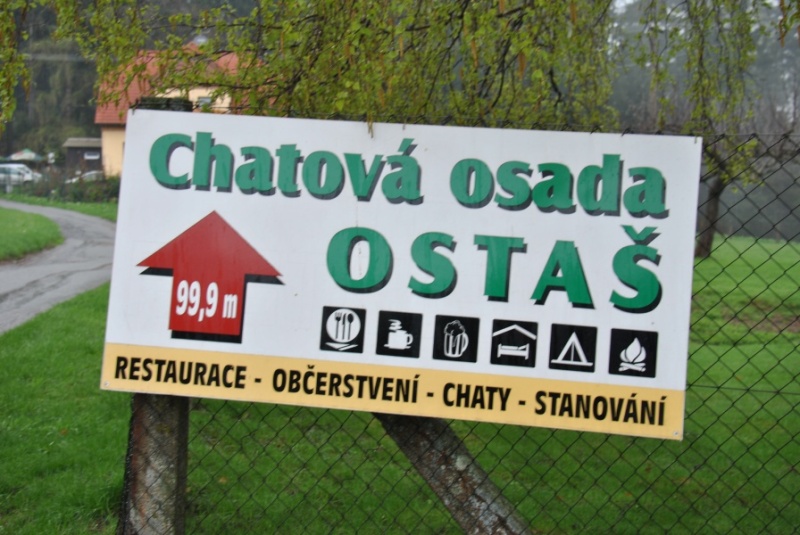 Chatová osada
OSTAŠ
99,9 m
RESTAURACE - OBČERSTVENÍ - CHATY - STANOVÁNÍ